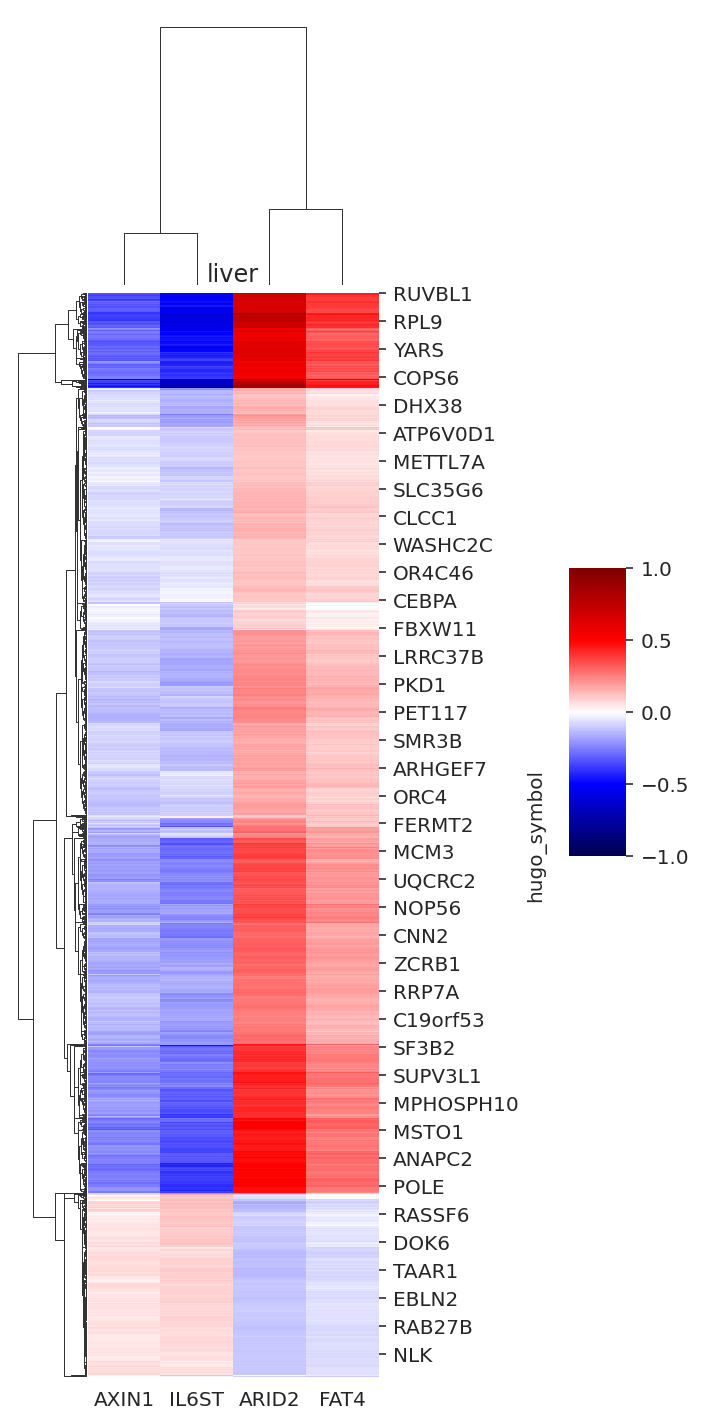 liver
RUVBL1
RPL9
YARS
COPS6
DHX38
ATP6V0D1
METTL7A
SLC35G6
CLCC1
WASHC2C
OR4C46
CEBPA
FBXW11
LRRC37B
PKD1
PET117
SMR3B
ARHGEF7
ORC4
FERMT2
MCM3
UQCRC2
NOP56
CNN2
ZCRB1
RRP7A
C19orf53
SF3B2
SUPV3L1
MPHOSPH10
MSTO1
ANAPC2
POLE
RASSF6
DOK6
TAAR1
EBLN2
RAB27B
NLK
AXIN1 IL6ST ARID2 FAT4
hugo_symbol
1.0
0.5
0.0
−0.5
−1.0